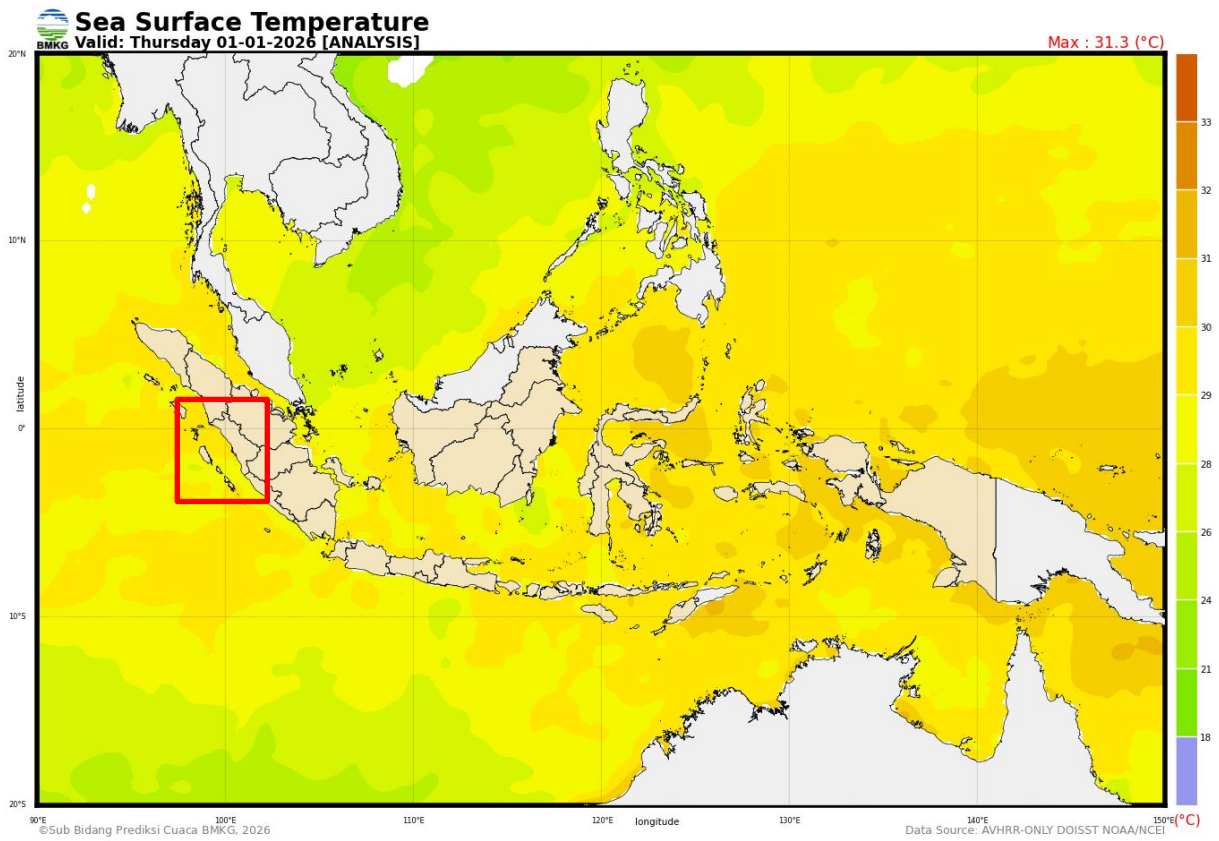 BMKG
Sea Surface Temperature
Valid: Thursday 01-01-2026 [ANALYSIS]
Max : 31.3 (°C)
20°N
10°N
0°
10°S
20°S
latitude
33
32
31
30
29
28
26
24
21
18
(°C)
90°E
100°E
110°E
120°E
130°E
140°E
150°E
longitude
©Sub Bidang Prediksi Cuaca BMKG, 2026
Data Source: AVHRR-ONLY DOISST NOAA/NCEI